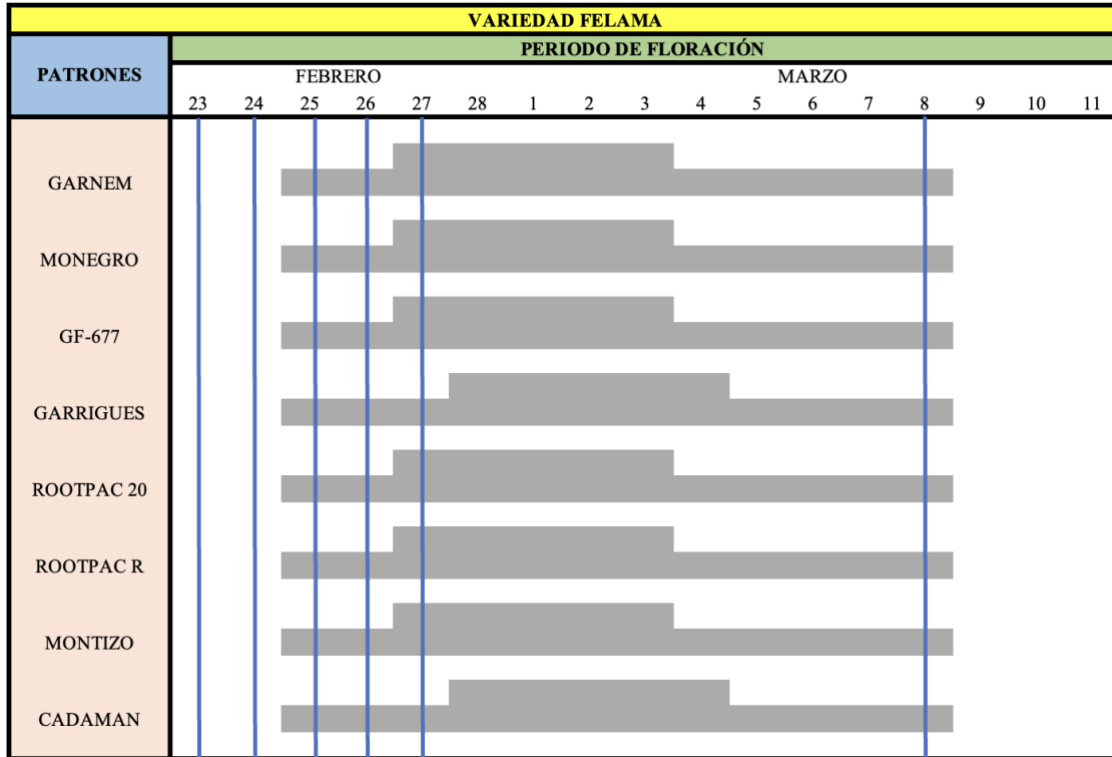 VARIEDAD FELAMA
PERIODO DE FLORACIÓN
PATRONES
FEBRERO MARZO
23 24 25 26 27 28 1 2 3 4 5 6 7 8 9 10 11
GARNEM
MONEGRO
GF-677
GARRIGUES
ROOTPAC 20
ROOTPAC R
MONTIZO
CADAMAN